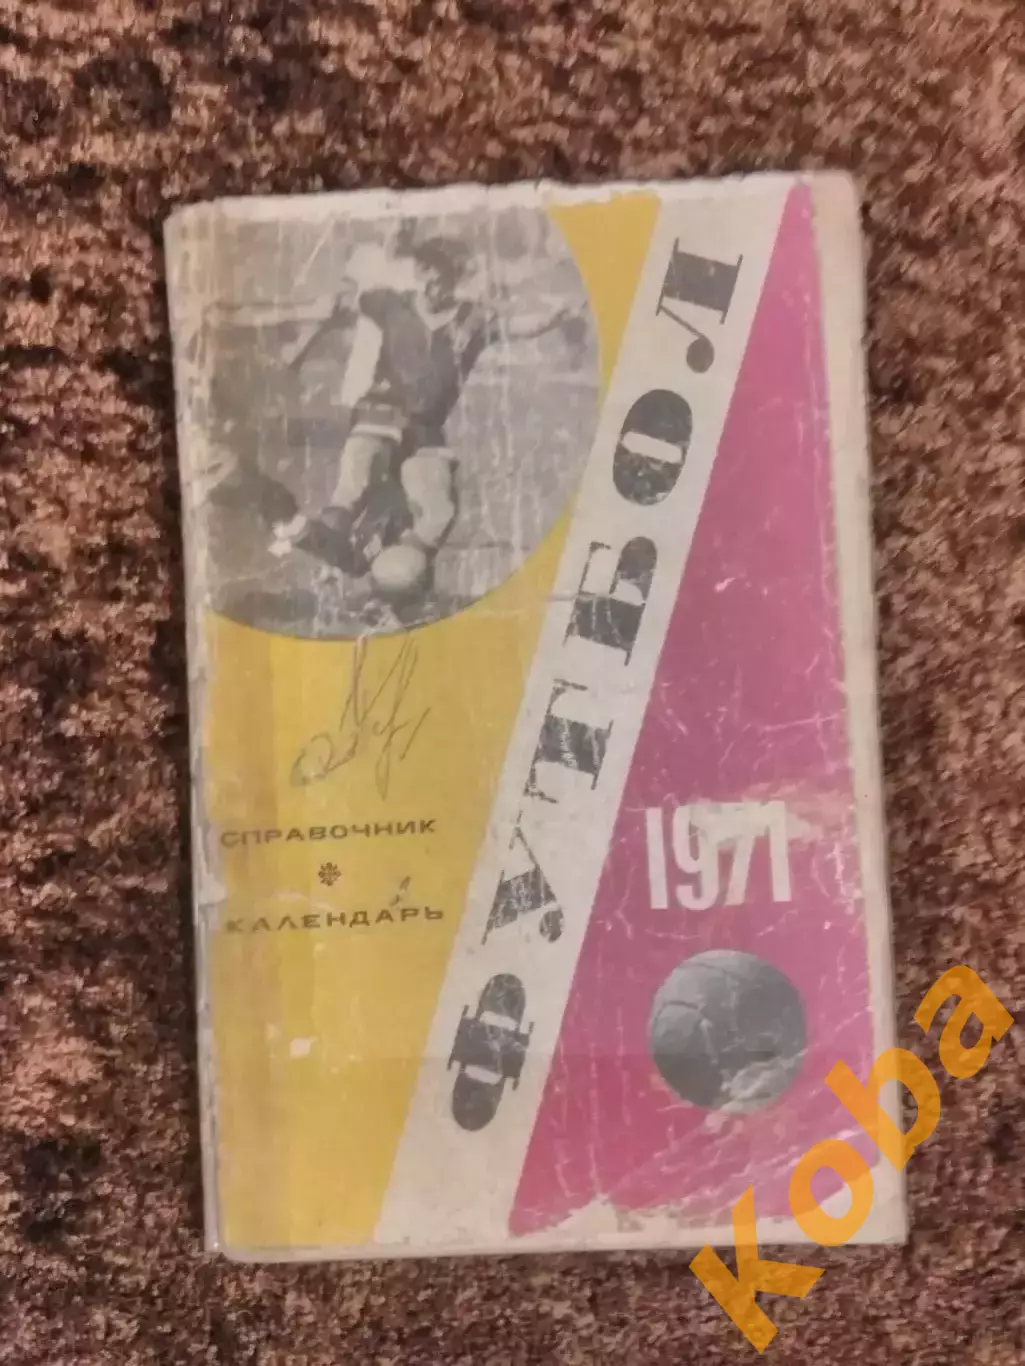 ФУТБОЛ
СПРАВОЧНИК
КАЛЕНДАРЬ
1971
Koba